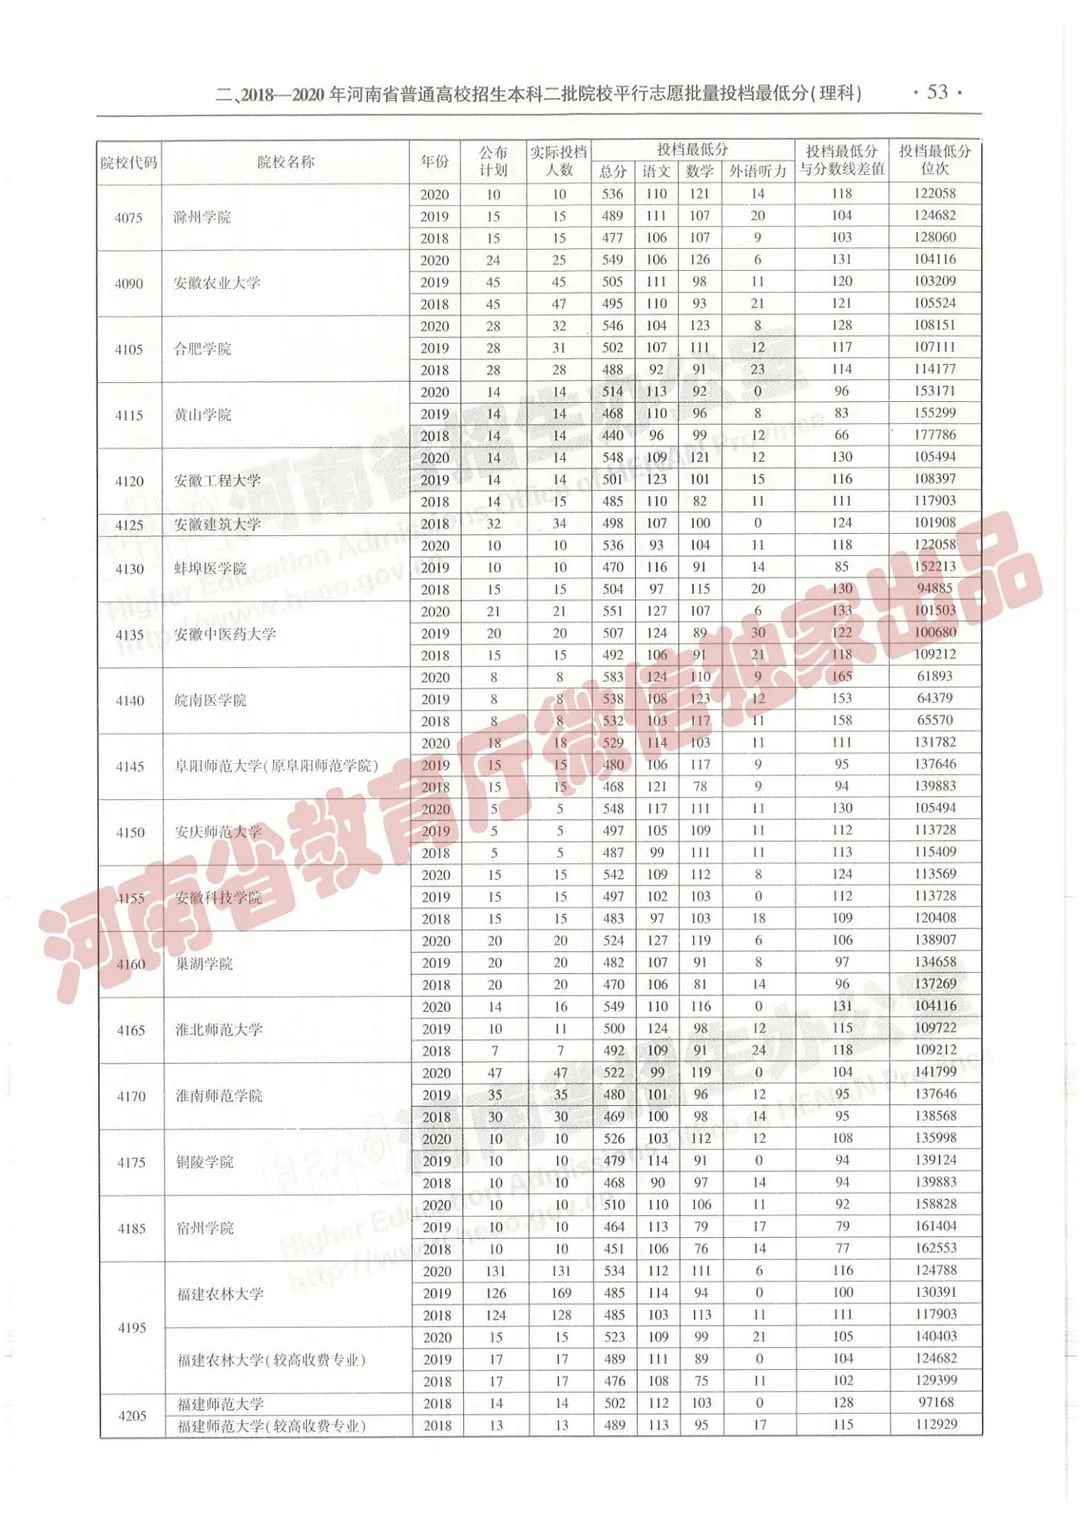 二、2018—2020年河南省普通高校招生本科二批院校平行志愿批量投档最低分(理科) ·53·
院校代码 院校名称 年份 公布计划 实际投档人数 投档最低分 投档最低分与分数线差值 投档最低分位次
总分 语文 数学 外语听力
4075 滁州学院 2020 10 10 536 110 121 14 118 122058
2019 15 15 489 111 107 20 104 124682
2018 15 15 477 106 107 9 103 128060
4090 安徽农业大学 2020 24 25 549 106 126 6 131 104116
2019 45 45 505 111 98 11 120 103209
2018 45 47 495 110 93 21 121 105524
4105 合肥学院 2020 28 32 546 104 123 8 128 108151
2019 28 31 502 107 111 12 117 107111
2018 28 28 488 92 91 23 114 114177
4115 黄山学院 2020 14 14 514 113 92 0 96 153171
2019 14 14 468 110 96 8 83 155299
2018 14 14 440 96 99 12 66 177786
4120 安徽工程大学 2020 14 14 548 109 121 12 130 105494
2019 14 14 501 123 101 15 116 108397
2018 14 15 485 110 82 11 111 117903
4125 安徽建筑大学 2018 32 34 498 107 100 0 124 101908
4130 蚌埠医学院 2020 10 10 536 93 104 11 118 122058
2019 10 10 470 116 91 14 85 152213
2018 15 15 504 97 115 20 130 94885
4135 安徽中医药大学 2020 21 21 551 127 107 6 133 101503
2019 20 20 507 124 89 30 122 100680
2018 15 15 492 106 91 21 118 109212
4140 皖南医学院 2020 8 8 583 124 110 9 165 61893
2019 8 8 538 108 123 12 153 64379
2018 8 8 532 103 117 11 158 65570
4145 阜阳师范大学(原阜阳师范学院) 2020 18 18 529 114 103 11 111 131782
2019 15 15 480 106 117 9 95 137646
2018 15 15 468 121 78 9 94 139883
4150 安庆师范大学 2020 5 5 548 117 111 11 130 105494
2019 5 5 497 105 109 11 112 113728
2018 5 5 487 99 111 11 113 115409
4155 安徽科技学院 2020 15 15 542 109 112 8 124 113569
2019 15 15 497 102 103 0 112 113728
2018 15 15 483 97 103 18 109 120408
4160 巢湖学院 2020 20 20 524 127 119 6 106 138907
2019 20 20 482 107 91 8 97 134658
2018 20 20 470 106 81 14 96 137269
4165 淮北师范大学 2020 14 16 549 110 116 0 131 104116
2019 10 11 500 124 98 12 115 109722
2018 7 7 492 109 91 24 118 109212
4170 淮南师范学院 2020 47 47 522 99 119 0 104 141799
2019 35 35 480 101 96 12 95 137646
2018 30 30 469 100 98 14 95 138568
4175 铜陵学院 2020 10 10 526 103 112 12 108 135998
2019 10 10 479 114 91 0 94 139124
2018 10 10 468 90 97 14 94 139883
4185 宿州学院 2020 10 10 510 110 106 11 92 158828
2019 10 10 464 113 79 17 79 161404
2018 10 10 451 106 76 14 77 162553
4195 福建农林大学 2020 131 131 534 112 111 6 116 124788
2019 126 169 485 114 94 0 100 130391
2018 124 128 485 103 113 11 111 117903
福建农林大学(较高收费专业) 2020 15 15 523 109 99 21 105 140403
2019 17 17 489 111 89 0 104 124682
2018 17 17 476 108 75 11 102 129399
4205 福建师范大学 2018 14 14 502 112 103 0 128 97168
福建师范大学(较高收费专业) 2018 13 13 489 113 95 17 115 112929
河南省教育厅微信独家出品
河南省招生办公室
Higher Education Admissions Office of HENAN Province
http://www.heao.gov.cn
河南省招生办公室
Higher Education Admissions Office of HENAN Province
http://www.heao.gov.cn